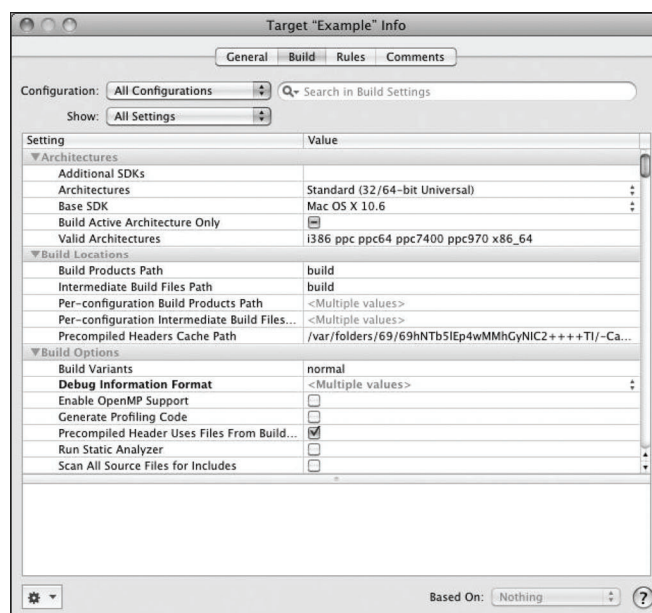 Target "Example" Info
General Build Rules Comments
Configuration: All Configurations Search in Build Settings
Show: All Settings
Setting Value
Architectures
Additional SDKs
Architectures Standard (32/64-bit Universal)
Base SDK Mac OS X 10.6
Build Active Architecture Only
Valid Architectures i386 ppc ppc64 ppc7400 ppc970 x86_64
Build Locations
Build Products Path build
Intermediate Build Files Path build
Per-configuration Build Products Path <Multiple values>
Per-configuration Intermediate Build Files... <Multiple values>
Precompiled Headers Cache Path /var/folders/69/69hNTb5lEp4wMMhGyNlC2++++TI/-Ca...
Build Options
Build Variants normal
Debug Information Format <Multiple values>
Enable OpenMP Support
Generate Profiling Code
Precompiled Header Uses Files From Build...
Run Static Analyzer
Scan All Source Files for Includes
Based On: Nothing ?